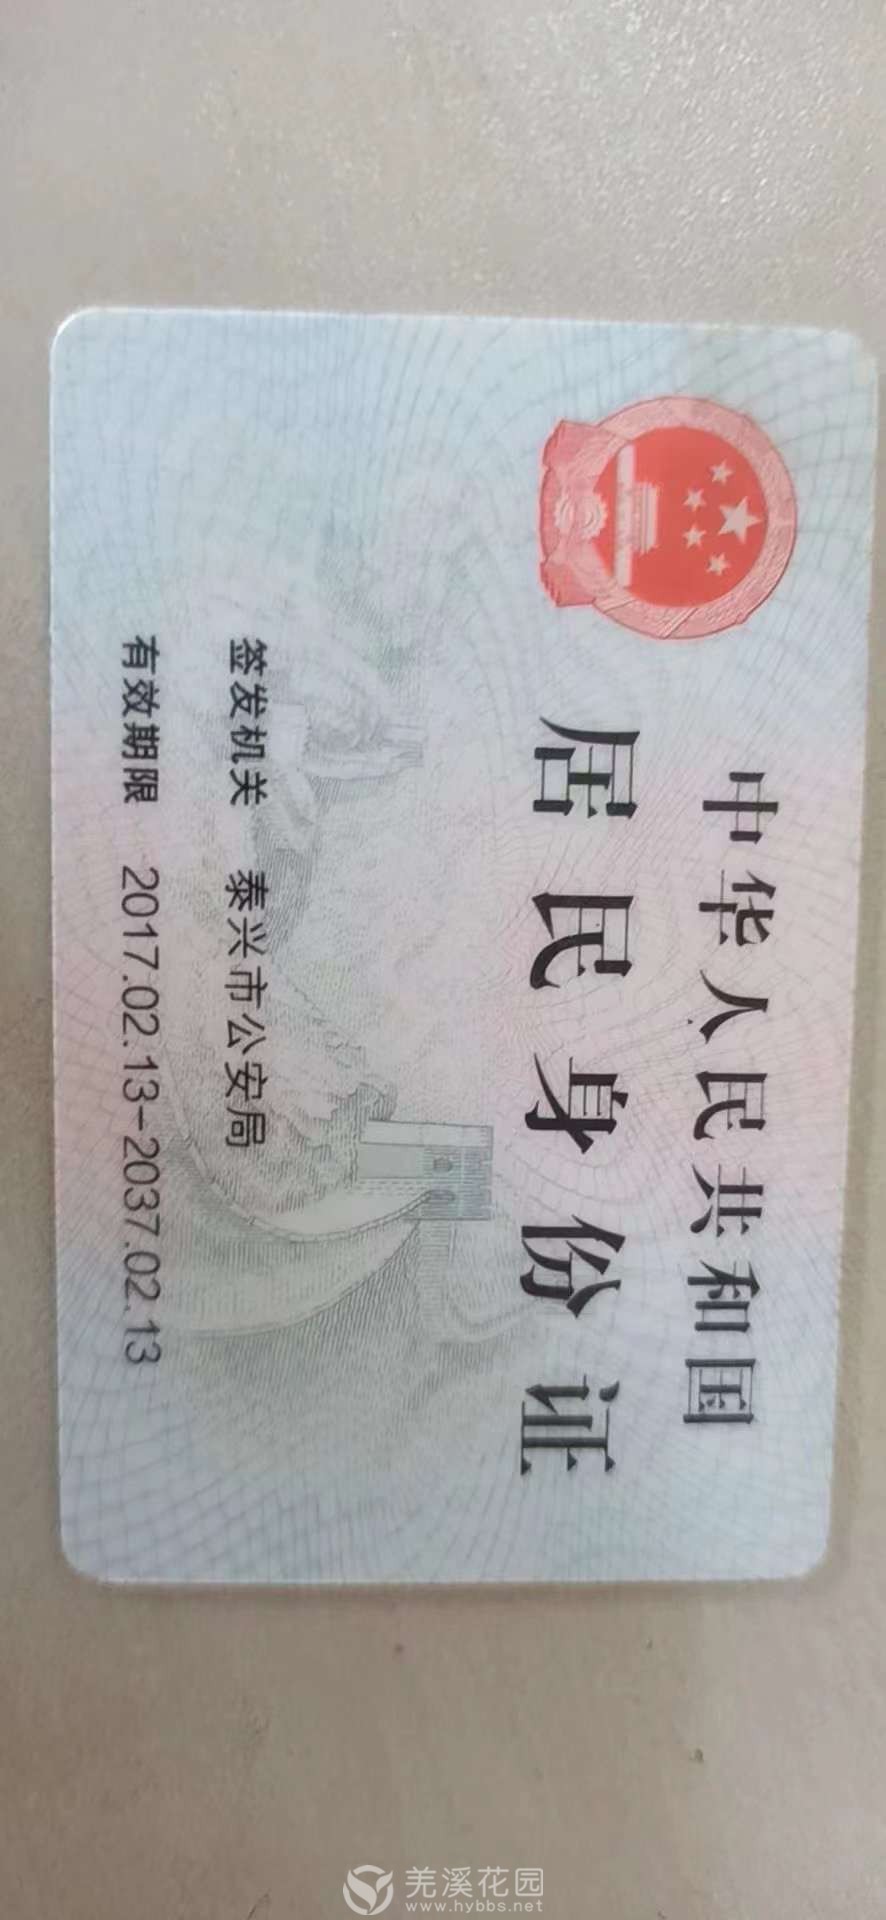 中华人民共和国
居民身份证
签发机关 泰兴市公安局
有效期限 2017.02.13-2037.02.13
羌溪花园
www.hybbs.net